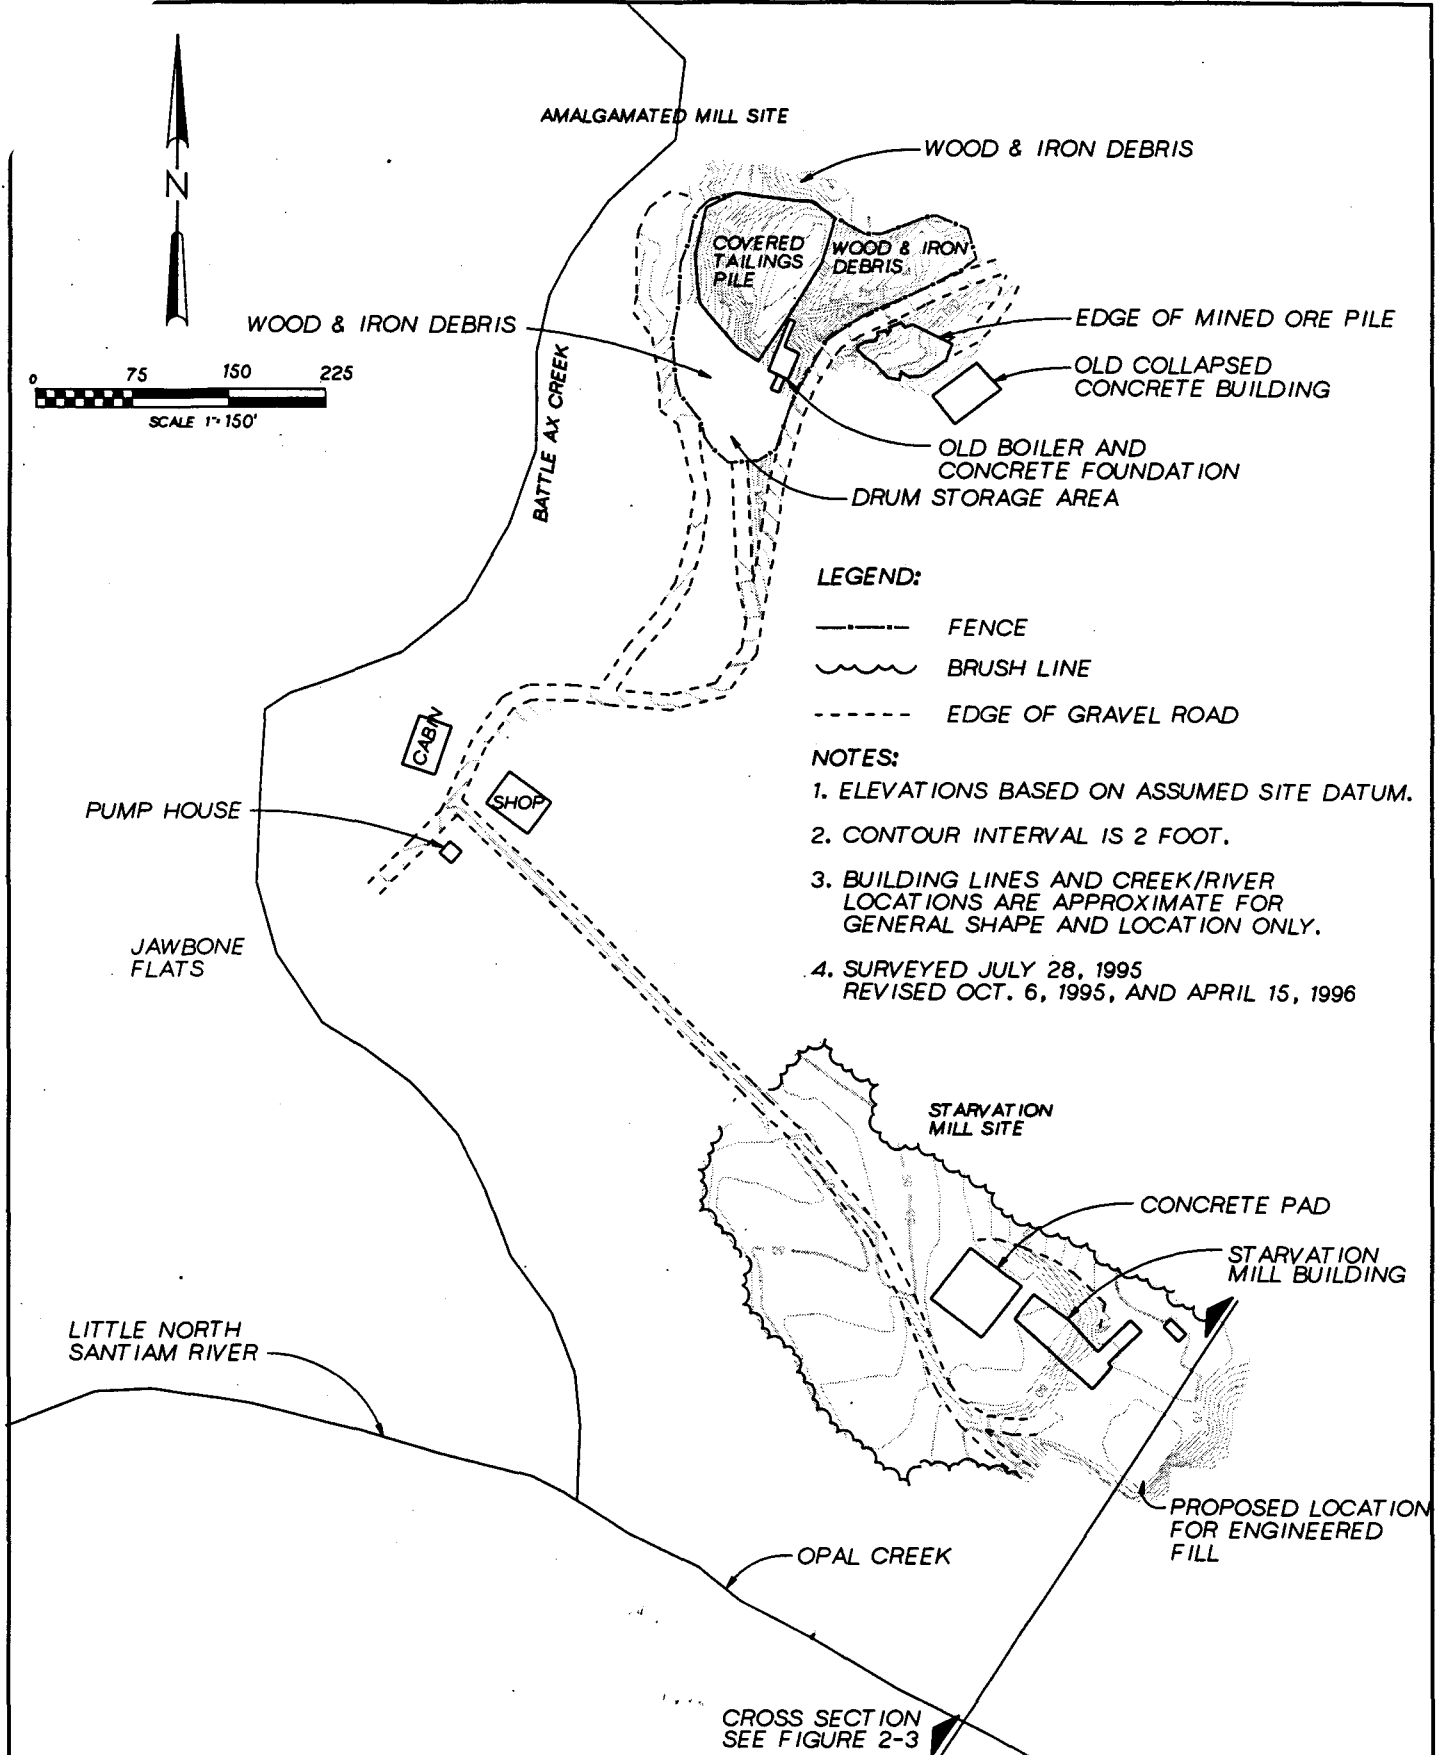 AMALGAMATED MILL SITE
WOOD & IRON DEBRIS
N
COVERED
TAILINGS
PILE
WOOD & IRON
DEBRIS
WOOD & IRON DEBRIS
EDGE OF MINED ORE PILE
0 75 150 225
SCALE 1"=150'
OLD COLLAPSED
CONCRETE BUILDING
BATTLE AX CREEK
OLD BOILER AND
CONCRETE FOUNDATION
DRUM STORAGE AREA
LEGEND:
FENCE
BRUSH LINE
EDGE OF GRAVEL ROAD
NOTES:
1. ELEVATIONS BASED ON ASSUMED SITE DATUM.
2. CONTOUR INTERVAL IS 2 FOOT.
3. BUILDING LINES AND CREEK/RIVER
LOCATIONS ARE APPROXIMATE FOR
GENERAL SHAPE AND LOCATION ONLY.
4. SURVEYED JULY 28, 1995
REVISED OCT. 6, 1995, AND APRIL 15, 1996
CABIN
SHOP
PUMP HOUSE
JAWBONE
FLATS
STARVATION
MILL SITE
CONCRETE PAD
STARVATION
MILL BUILDING
LITTLE NORTH
SANTIAM RIVER
PROPOSED LOCATION
FOR ENGINEERED
FILL
OPAL CREEK
CROSS SECTION
SEE FIGURE 2-3